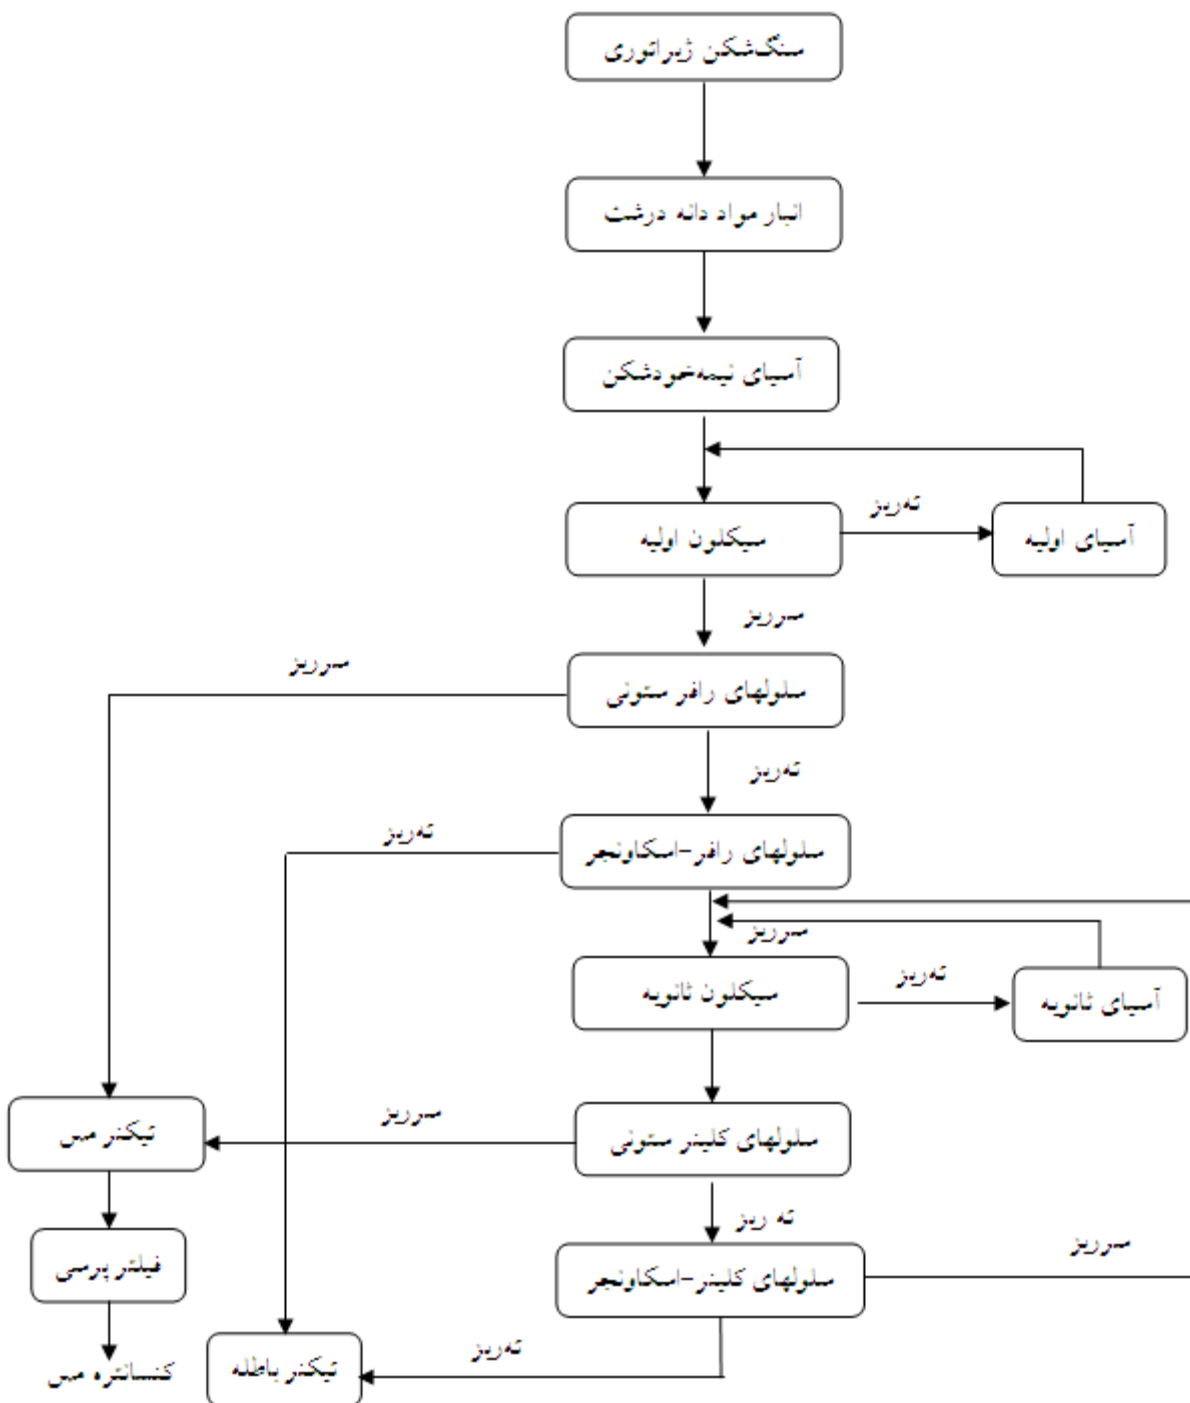 سنگ‌شکن ژیراتوری
انبار مواد دانه درشت
آسیای نیمه‌خودشکن
ته‌ریز
سیکلون اولیه
آسیای اولیه
سرریز
سرریز
سلولهای رافر ستونی
ته‌ریز
ته‌ریز
سلولهای رافر-اسکاونجر
سرریز
ته‌ریز
سیکلون ثانویه
آسیای ثانویه
سرریز
تیکنر مس
سلولهای کلینر ستونی
ته ریز
سرریز
فیلتر پرسی
سلولهای کلینر-اسکاونجر
ته‌ریز
کنسانتره مس
تیکنر باطله